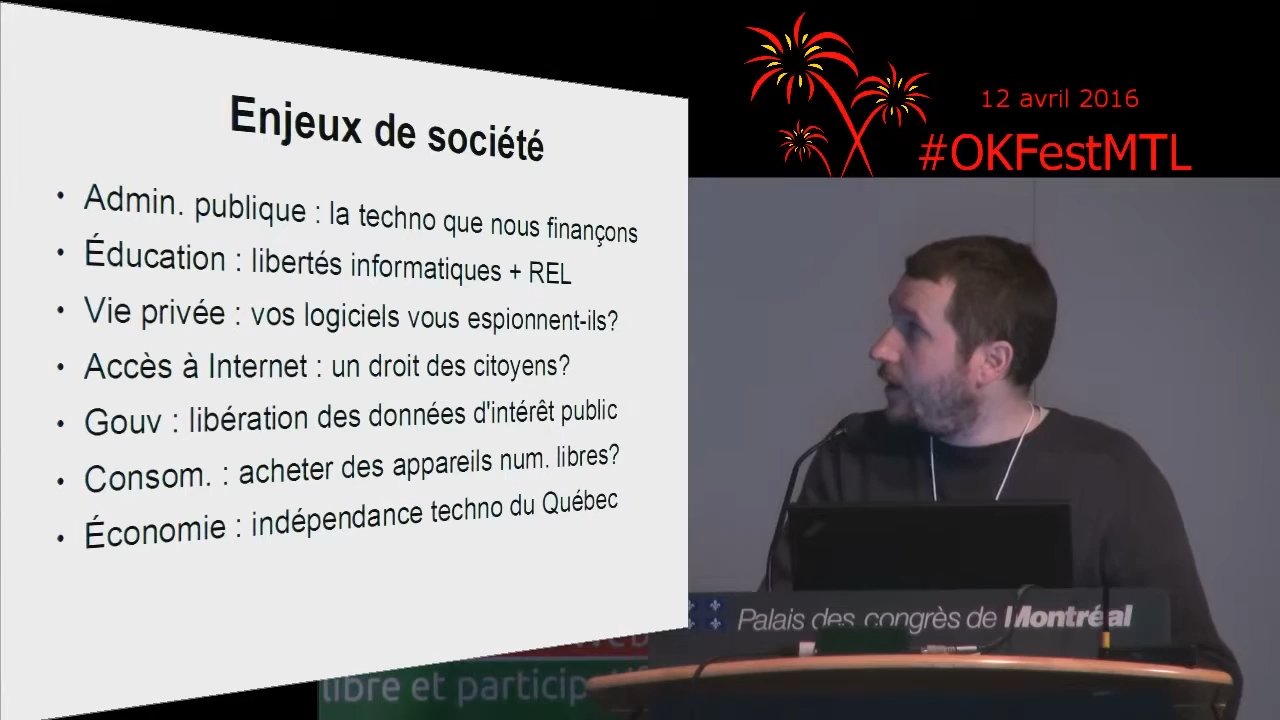 Enjeux de société
• Admin. publique : la techno que nous finançons
• Éducation : libertés informatiques + REL
• Vie privée : vos logiciels vous espionnent-ils?
• Accès à Internet : un droit des citoyens?
• Gouv : libération des données d'intérêt public
• Consom. : acheter des appareils num. libres?
• Économie : indépendance techno du Québec
12 avril 2016
#OKFestMTL
Palais des congrès de Montréal
libre et particip